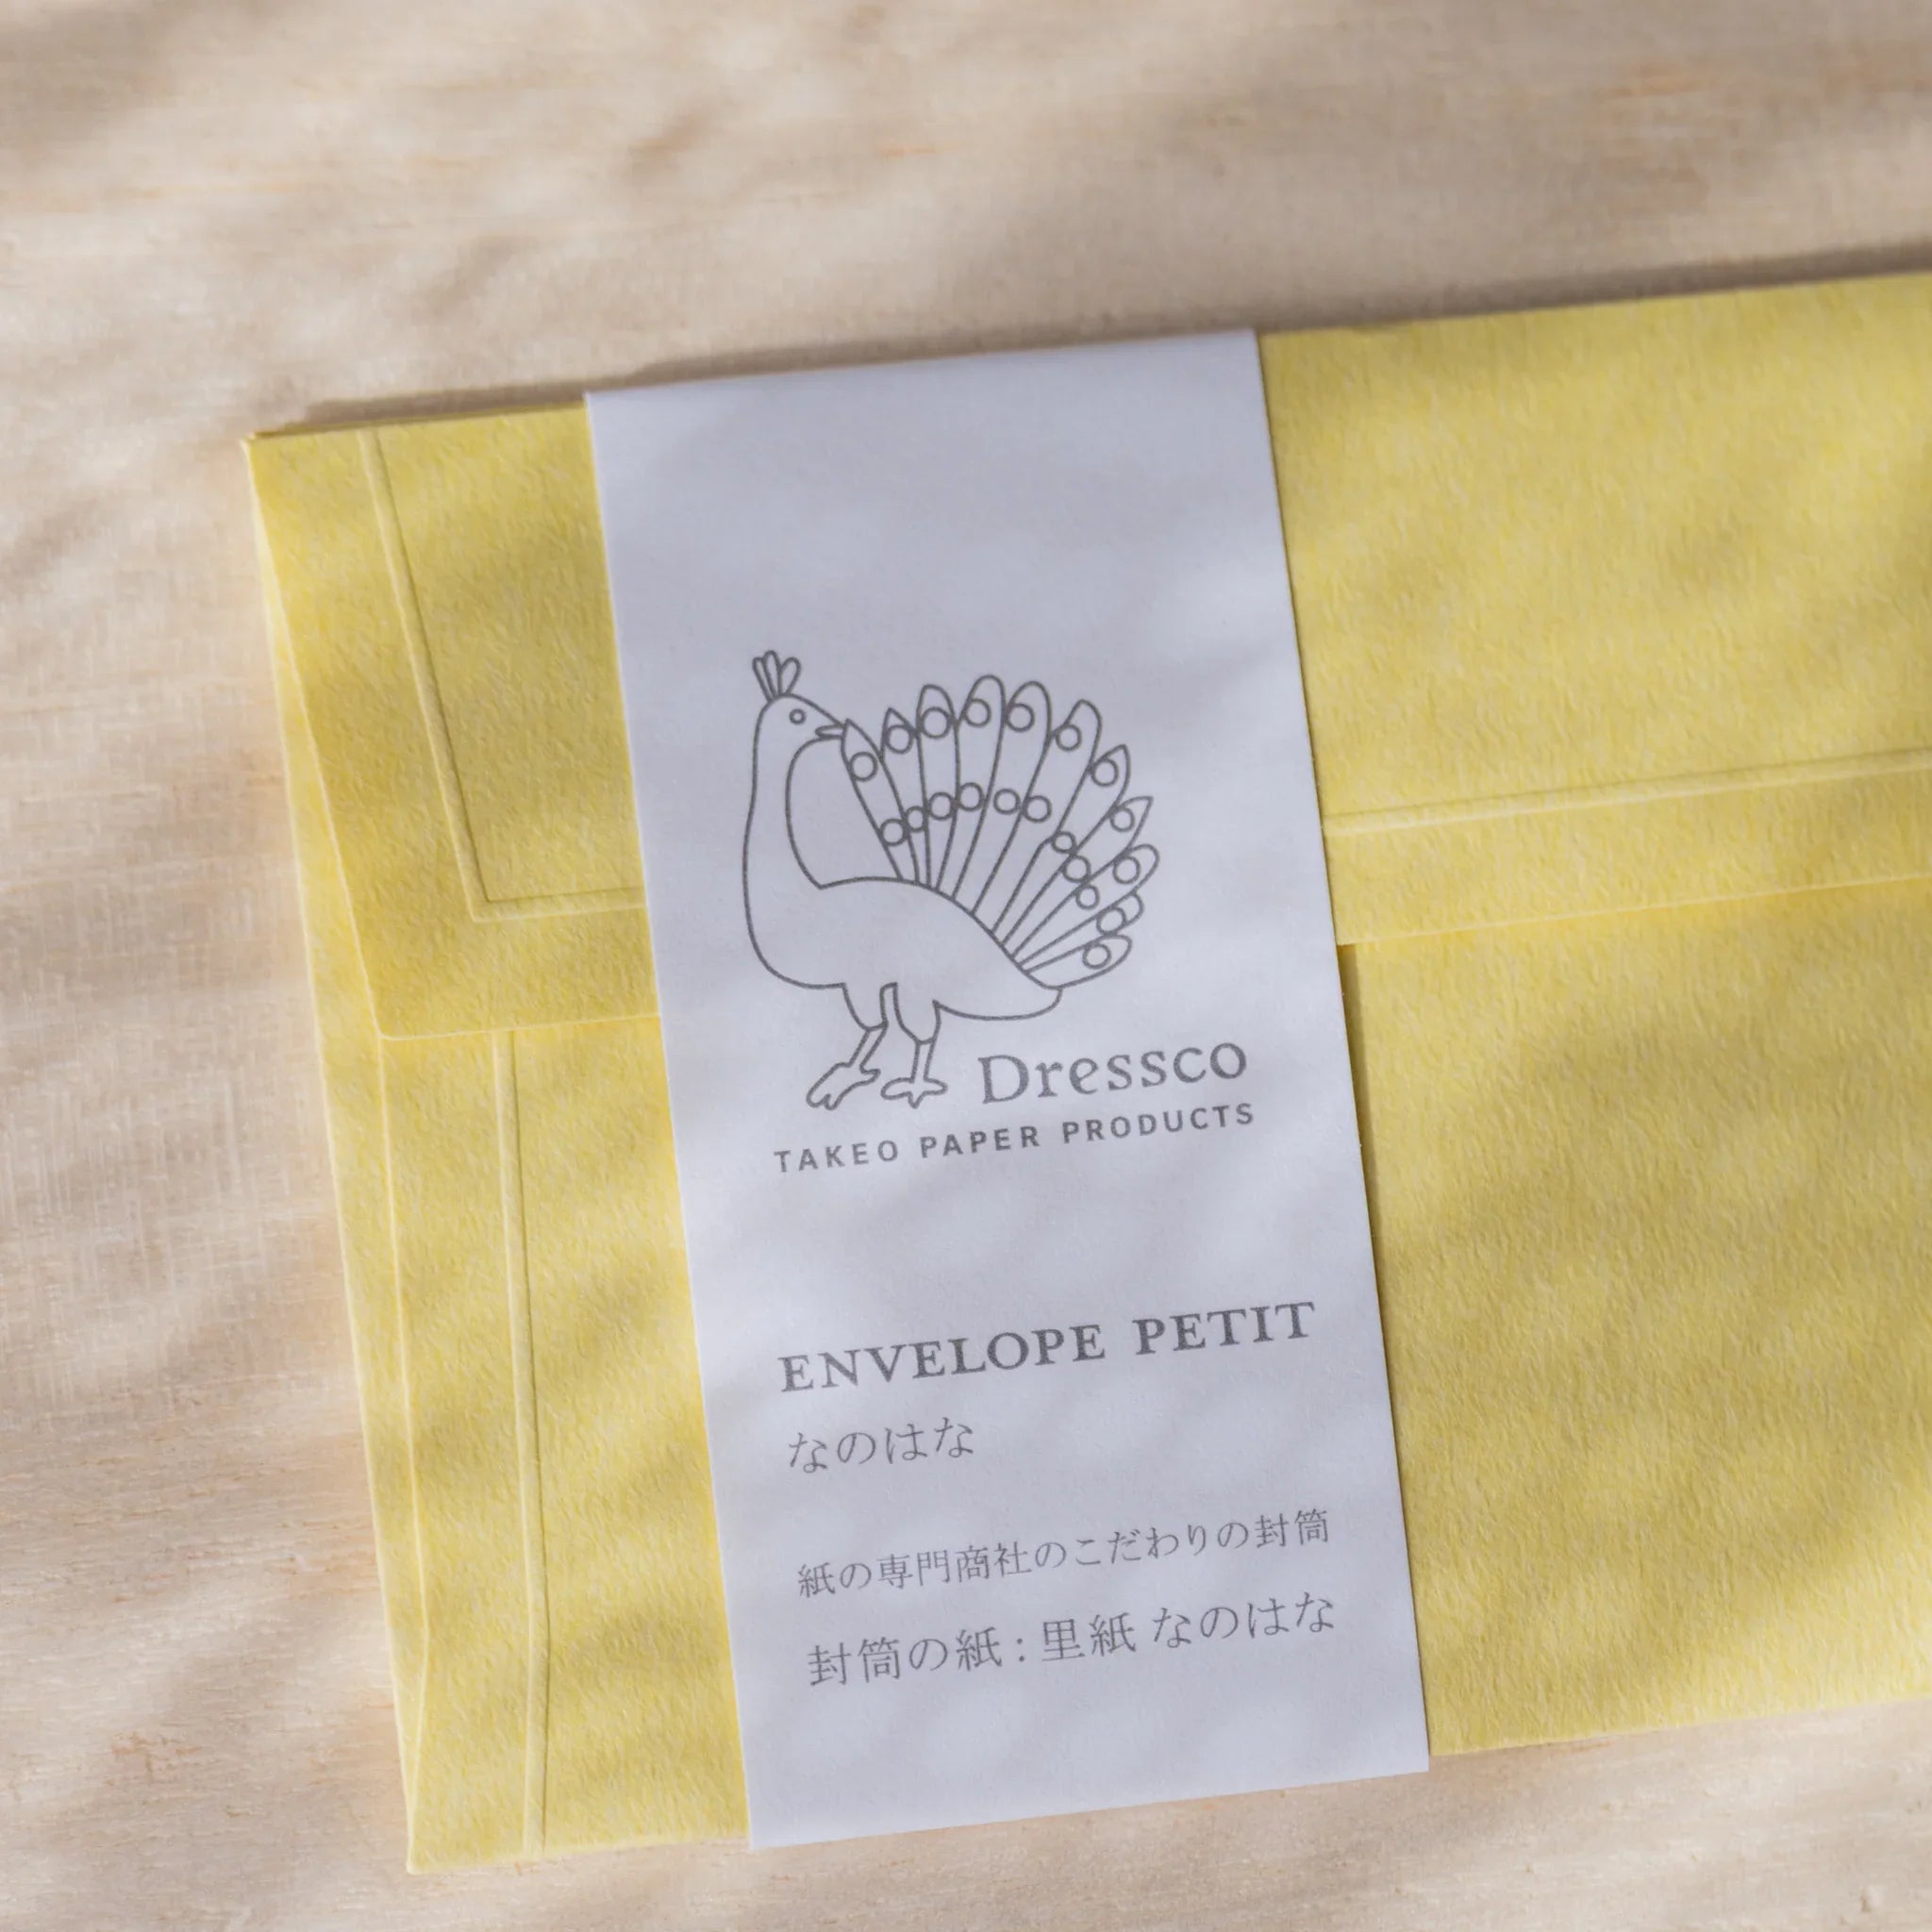 Dressco
TAKEO PAPER PRODUCTS
ENVELOPE PETIT
なのはな
紙の専門商社のこだわりの封筒
封筒の紙:里紙 なのはな